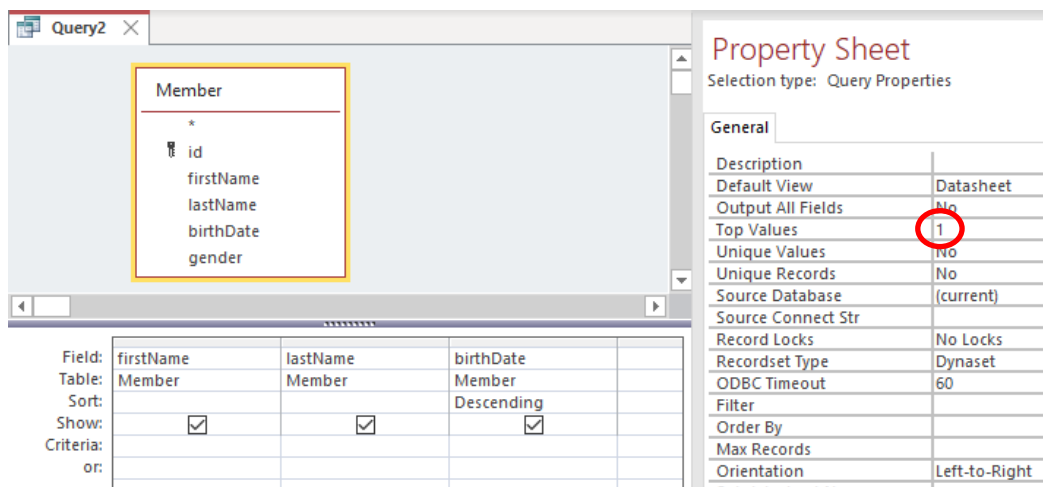 Query2
Member
*
id
firstName
lastName
birthDate
gender
Field: firstName lastName birthDate
Table: Member Member Member
Sort: Descending
Show:
Criteria:
or:
Property Sheet
Selection type: Query Properties
General
Description
Default View Datasheet
Output All Fields No
Top Values 1
Unique Values No
Unique Records No
Source Database (current)
Source Connect Str
Record Locks No Locks
Recordset Type Dynaset
ODBC Timeout 60
Filter
Order By
Max Records
Orientation Left-to-Right